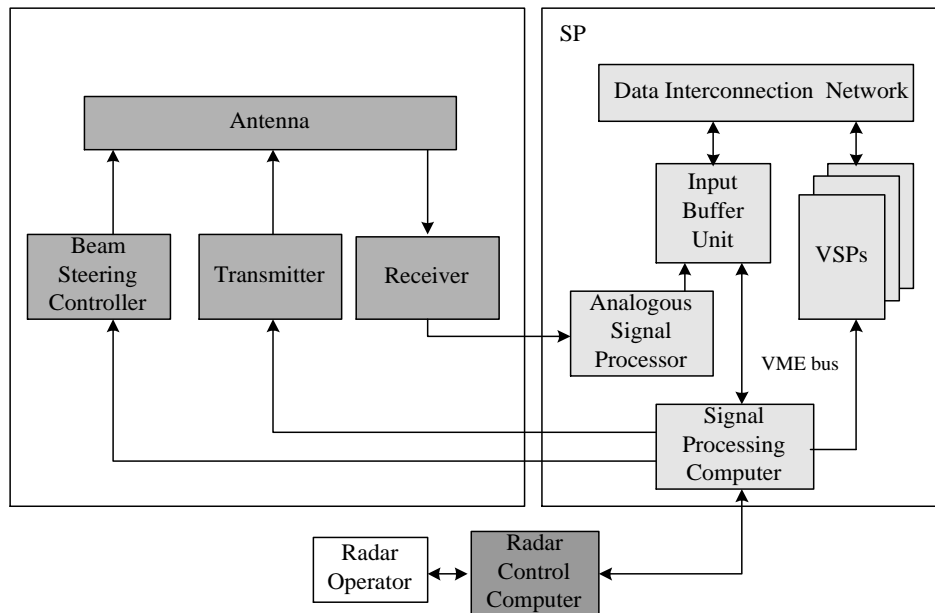 SP
Data Interconnection Network
Antenna
Input
Buffer
Unit
Beam
Steering
Controller
Transmitter
Receiver
VSPs
Analogous
Signal
Processor
VME bus
Signal
Processing
Computer
Radar
Operator
Radar
Control
Computer